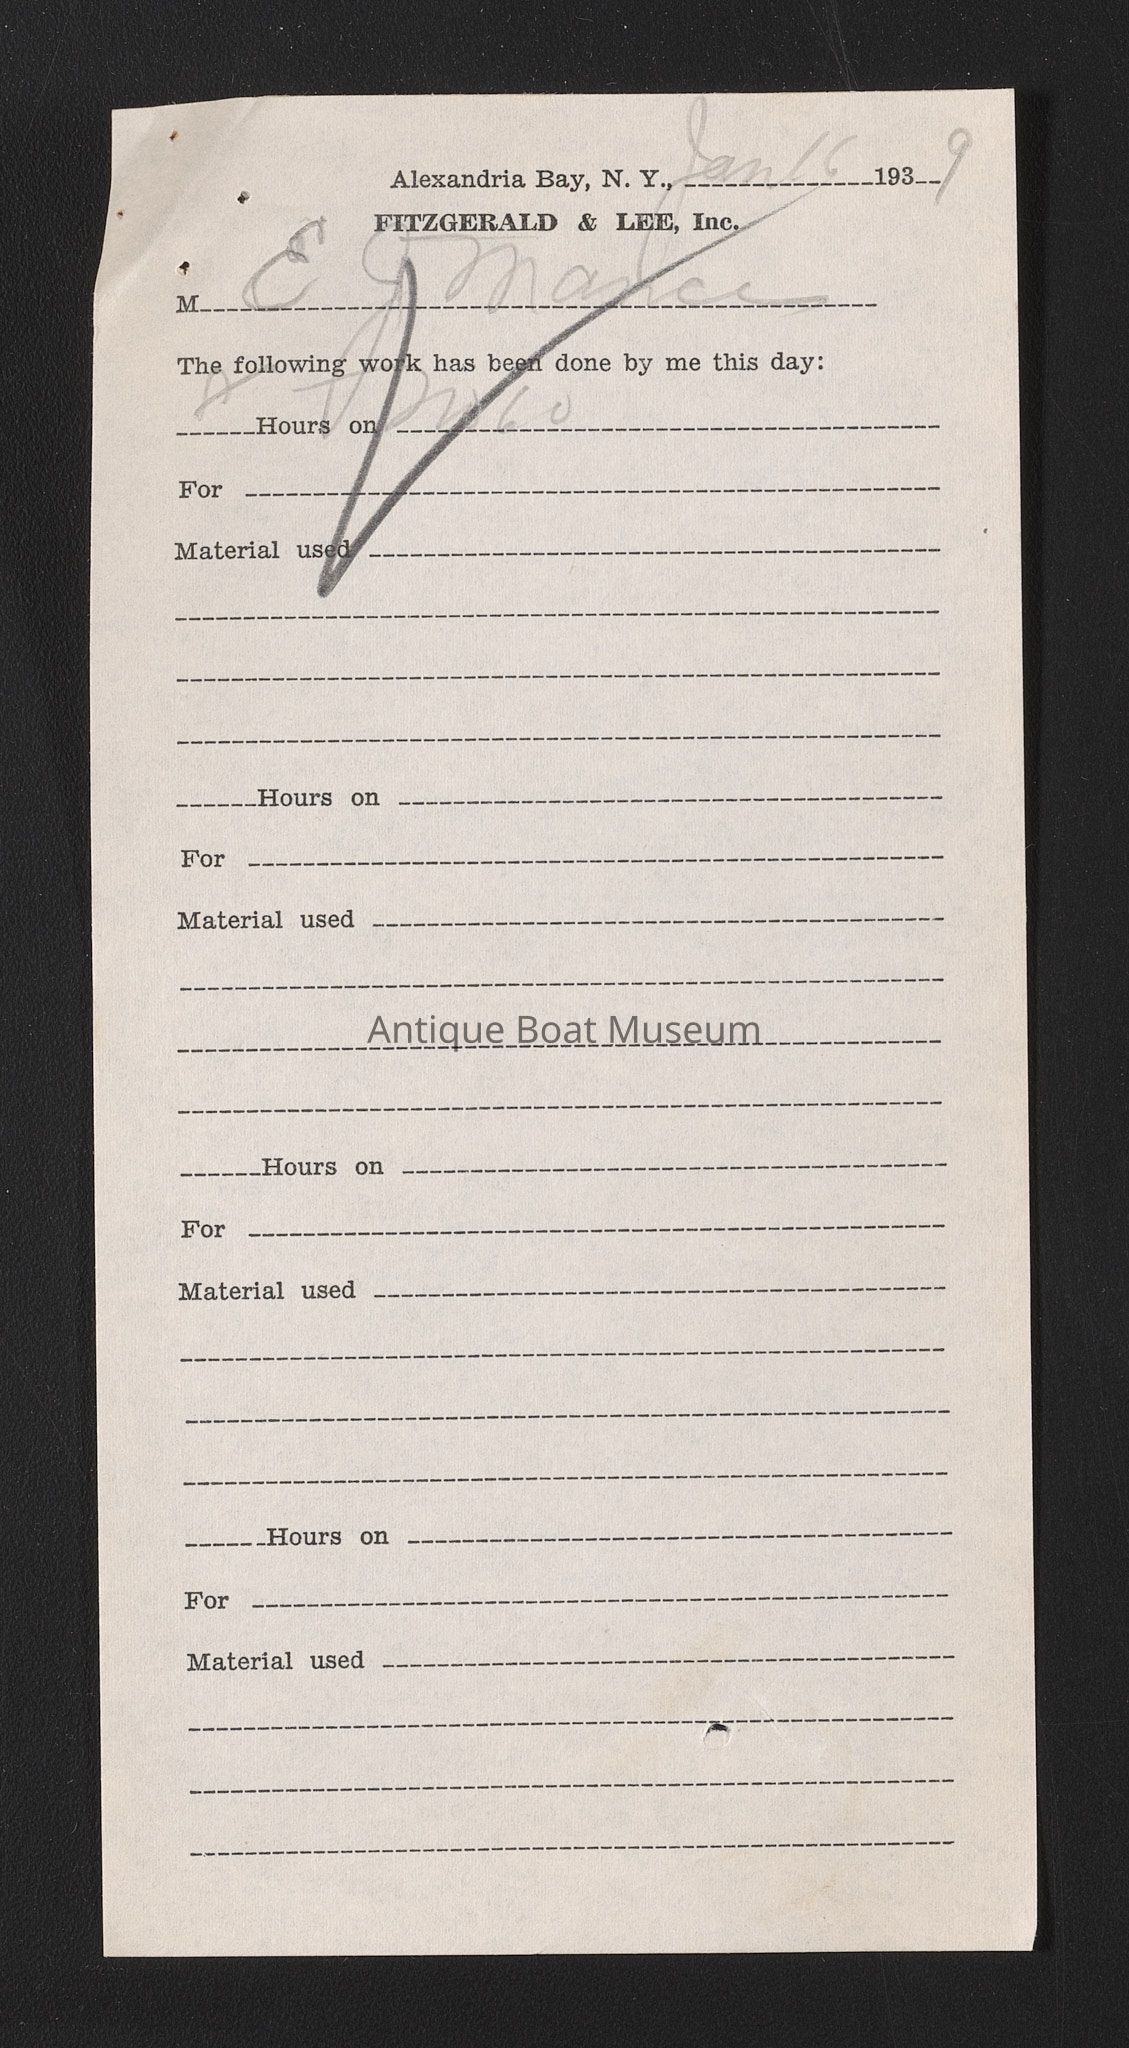 Alexandria Bay, N. Y., Jan 16 1939
FITZGERALD & LEE, Inc.
M E J Mance
The following work has been done by me this day:
Hours on
For
Material used
Hours on
For
Material used
Antique Boat Museum
Hours on
For
Material used
Hours on
For
Material used